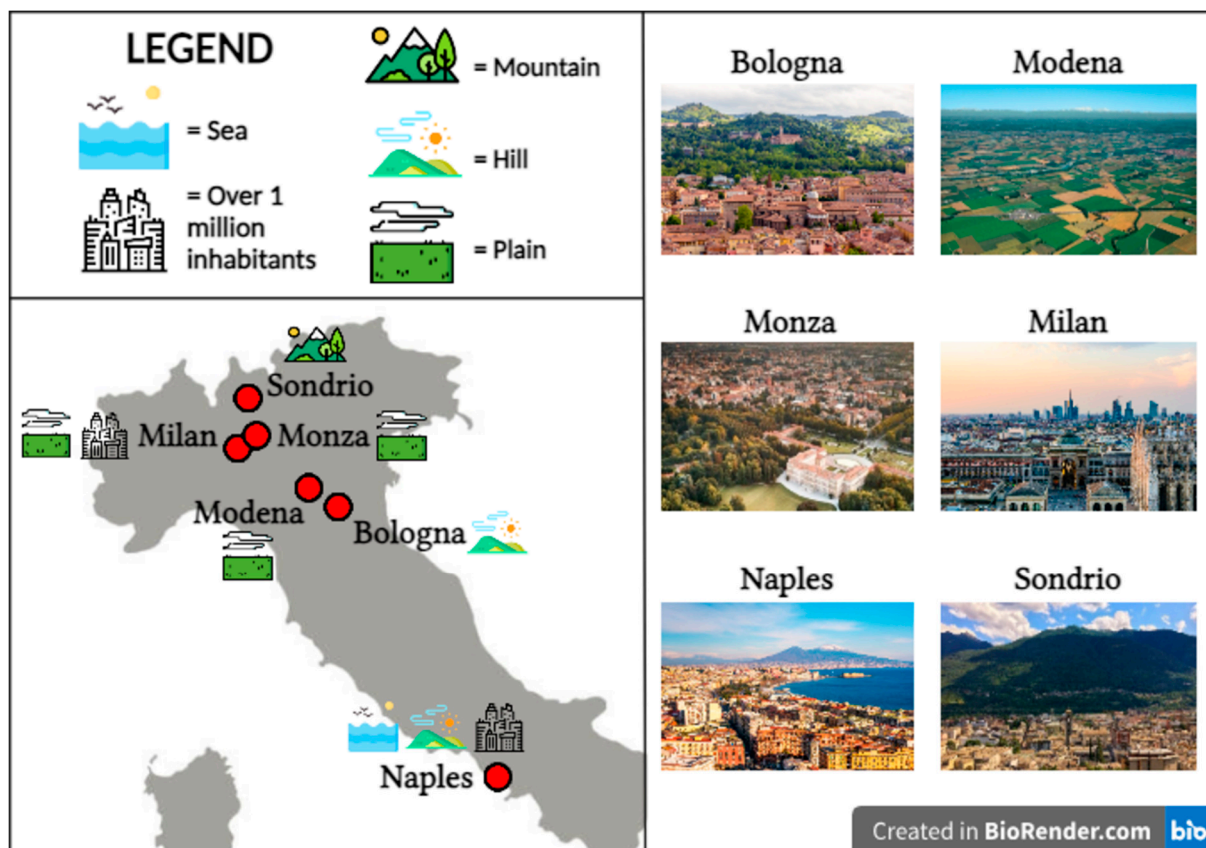 LEGEND
= Sea
= Over 1
million
inhabitants
= Mountain
= Hill
= Plain
Sondrio
Milan
Monza
Modena
Bologna
Naples
Bologna
Modena
Monza
Milan
Naples
Sondrio
Created in BioRender.com
bio